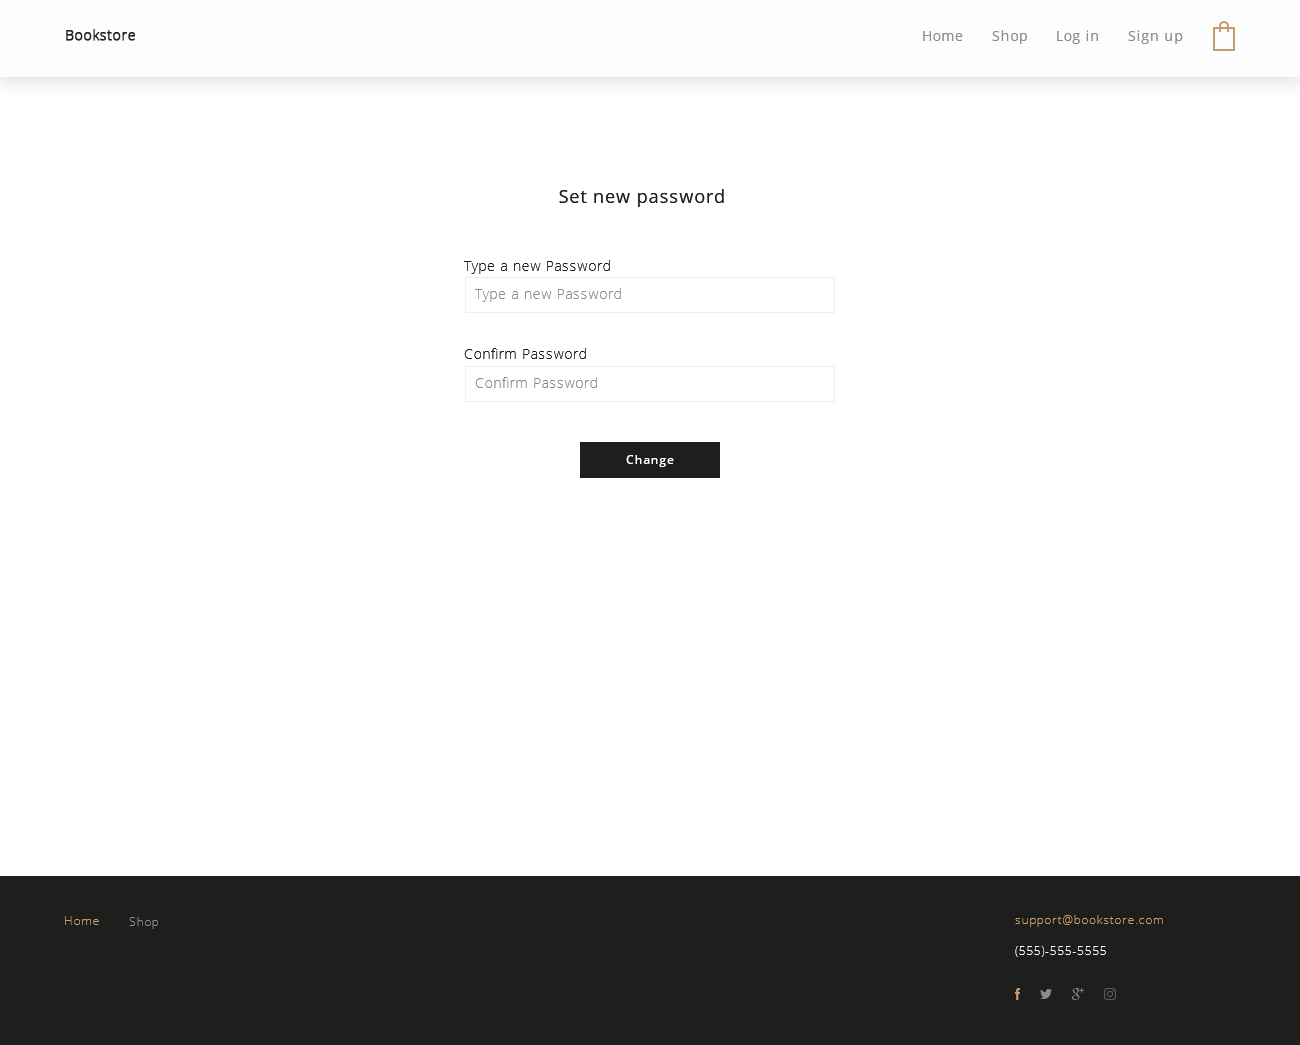 Bookstore
Home Shop Log in Sign up
Set new password
Type a new Password
Type a new Password
Confirm Password
Confirm Password
Change
Home Shop
support@bookstore.com
(555)-555-5555